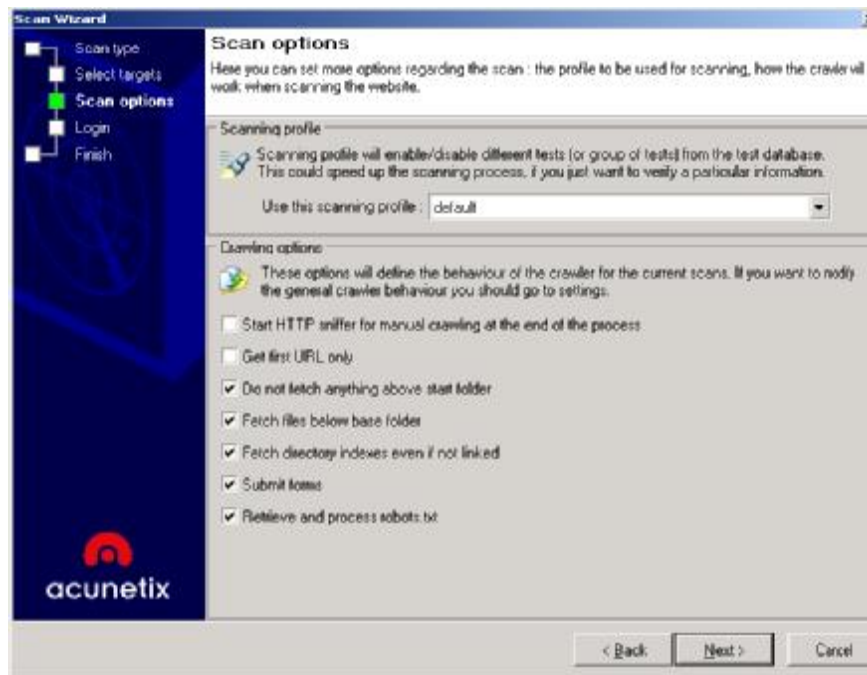 Scan Wizard
Scan type
Select targets
Scan options
Login
Finish
acunetix
Scan options
Here you can set more options regarding the scan : the profile to be used for scanning, how the crawler will
work when scanning the website.
Scanning profile
Scanning profile will enable/disable different tests (or group of tests) from the test database.
This could speed up the scanning process, if you just want to verify a particular information.
Use this scanning profile : default
Crawling options
These options will define the behaviour of the crawler for the current scans. If you want to modify
the general crawler behaviour you should go to settings.
Start HTTP sniffer for manual crawling at the end of the process
Get first URL only
Do not fetch anything above start folder
Fetch files below base folder
Fetch directory indexes even if not linked
Submit forms
Retrieve and process robots.txt
< Back
Next >
Cancel